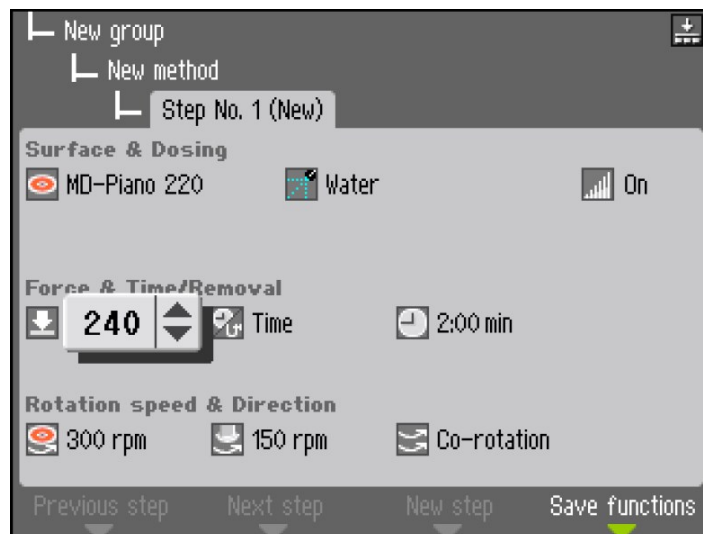 New group
New method
Step No. 1 (New)
Surface & Dosing
MD-Piano 220 Water On
Force & Time/Removal
240 Time 2:00 min
Rotation speed & Direction
300 rpm 150 rpm Co-rotation
Previous step Next step New step Save functions